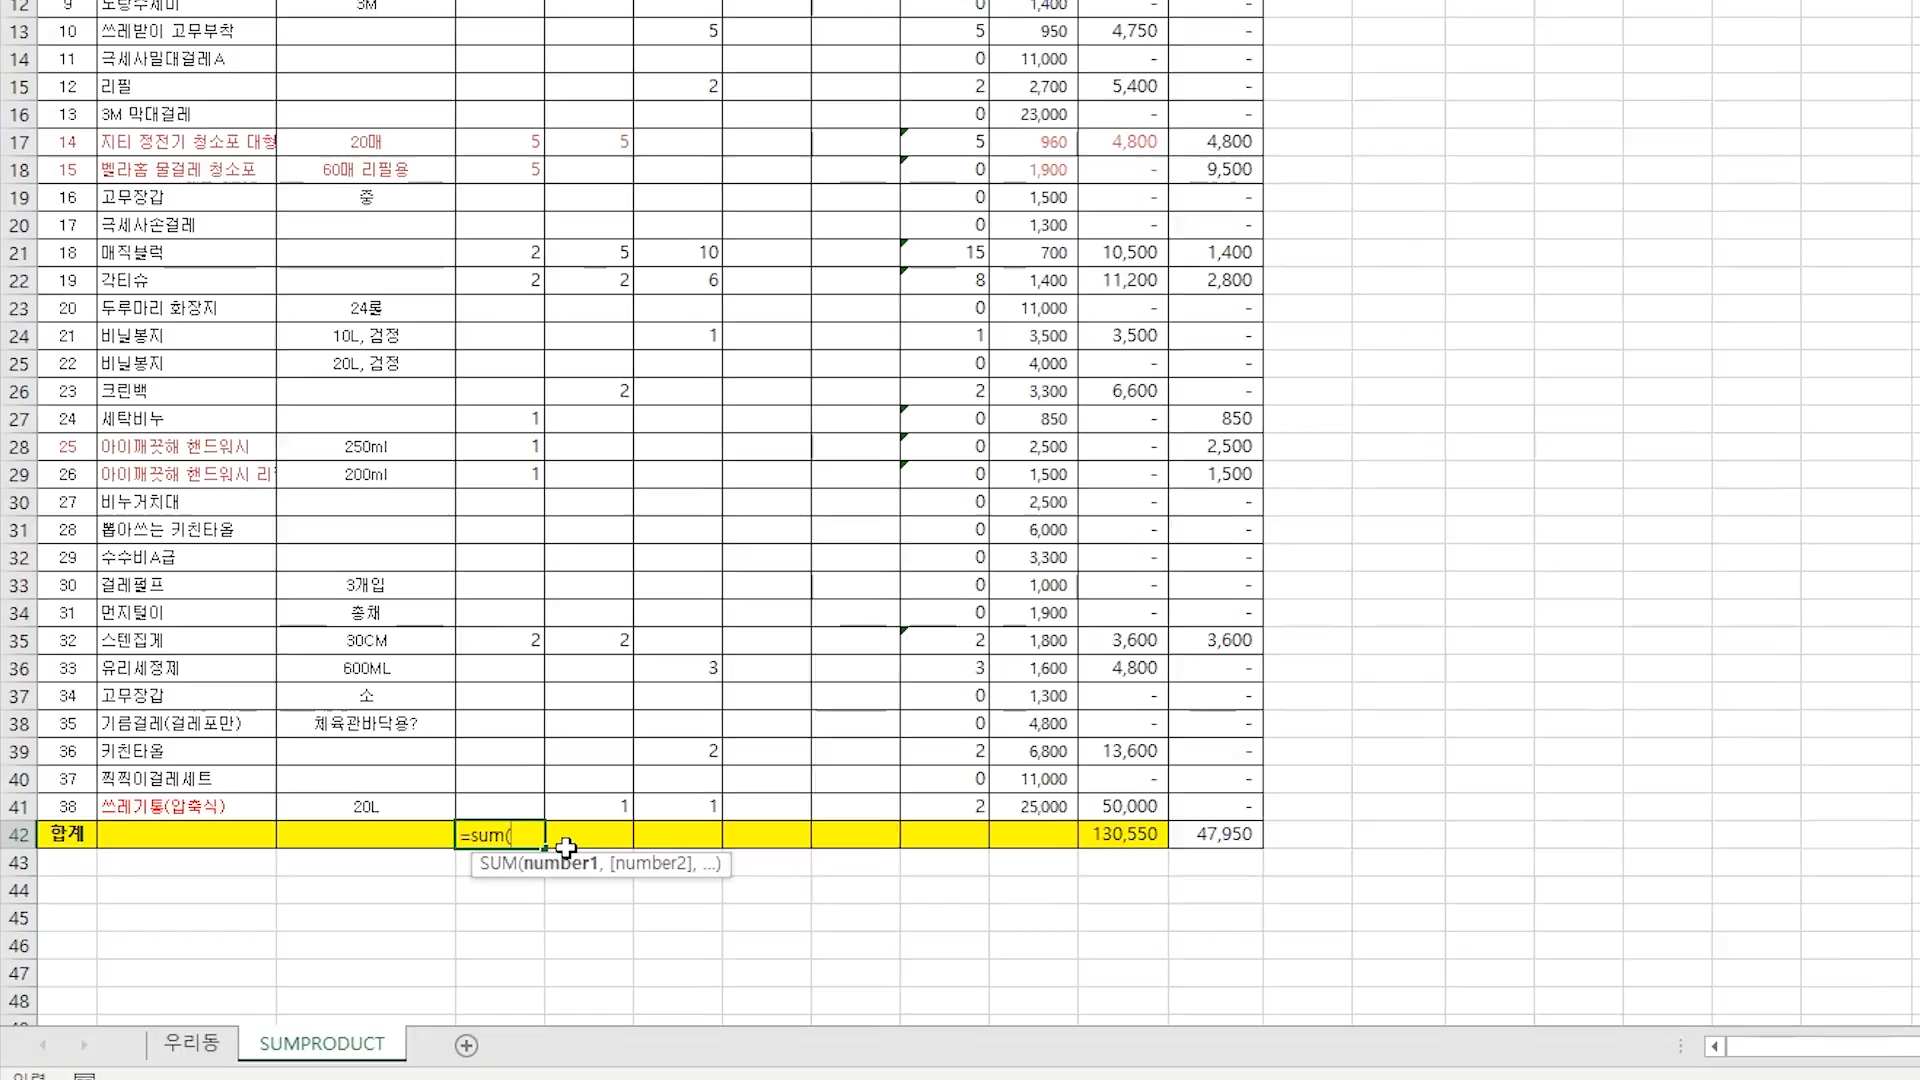 12 9 3M 0 1,400 - -
13 10 쓰레받이 고무부착 5 5 950 4,750 -
14 11 극세사밀대걸레A 0 11,000 - -
15 12 리필 2 2 2,700 5,400 -
16 13 3M 막대걸레 0 23,000 - -
17 14 지티 정전기 청소포 대형 20매 5 5 5 960 4,800 4,800
18 15 벨라홈 물걸레 청소포 60매 리필용 5 0 1,900 - 9,500
19 16 고무장갑 중 0 1,500 - -
20 17 극세사손걸레 0 1,300 - -
21 18 매직블럭 2 5 10 15 700 10,500 1,400
22 19 각티슈 2 2 6 8 1,400 11,200 2,800
23 20 두루마리 화장지 24롤 0 11,000 - -
24 21 비닐봉지 10L, 검정 1 1 3,500 3,500 -
25 22 비닐봉지 20L, 검정 0 4,000 - -
26 23 크린백 2 2 3,300 6,600 -
27 24 세탁비누 1 0 850 - 850
28 25 아이깨끗해 핸드워시 250ml 1 0 2,500 - 2,500
29 26 아이깨끗해 핸드워시 리 200ml 1 0 1,500 - 1,500
30 27 비누거치대 0 2,500 - -
31 28 뽑아쓰는 키친타올 0 6,000 - -
32 29 수수비A급 0 3,300 - -
33 30 걸레펄프 3개입 0 1,000 - -
34 31 먼지털이 총채 0 1,900 - -
35 32 스텐집게 30CM 2 2 2 1,800 3,600 3,600
36 33 유리세정제 600ML 3 3 1,600 4,800 -
37 34 고무장갑 소 0 1,300 - -
38 35 기름걸레(걸레포만) 체육관바닥용? 0 4,800 - -
39 36 키친타올 2 2 6,800 13,600 -
40 37 찍찍이걸레세트 0 11,000 - -
41 38 쓰레기통(압축식) 20L 1 1 2 25,000 50,000 -
42 합계 =sum( 130,550 47,950
43 SUM(number1, [number2], ...)
44
45
46
47
48
우리동 SUMPRODUCT